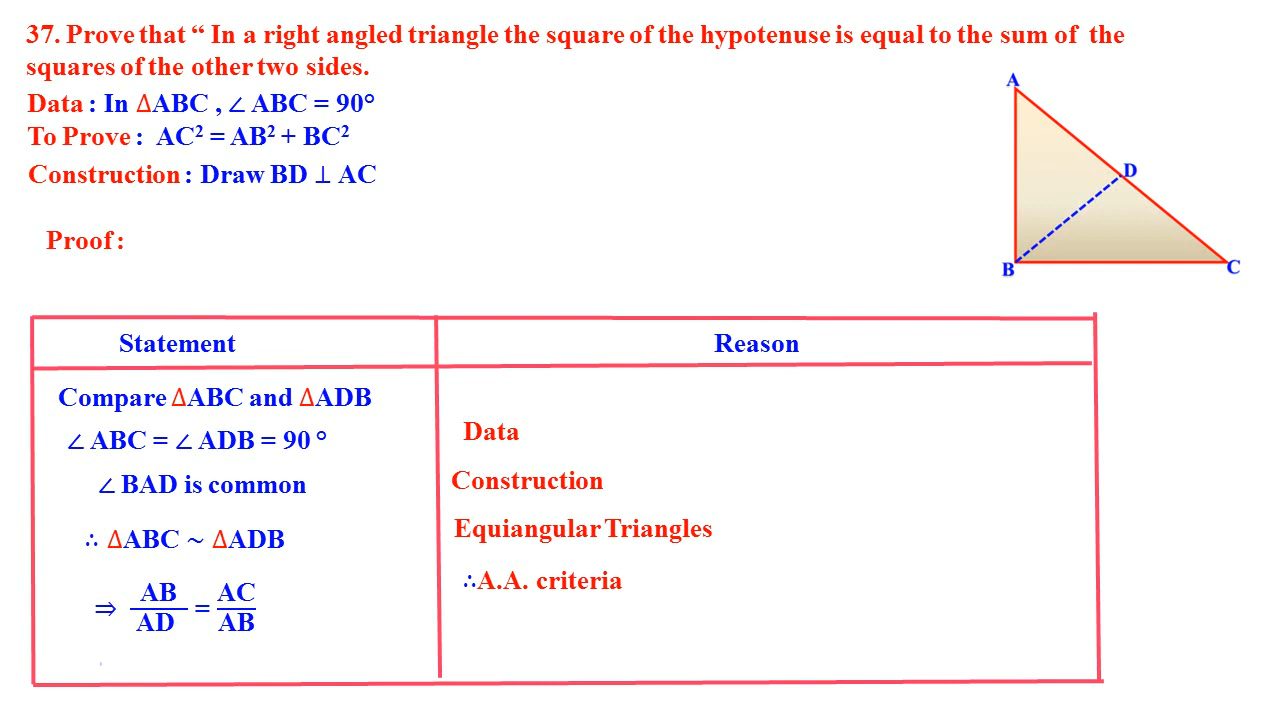 37. Prove that “ In a right angled triangle the square of the hypotenuse is equal to the sum of the
squares of the other two sides.
Data : In ΔABC , ∠ ABC = 90°
To Prove : AC² = AB² + BC²
Construction : Draw BD ⊥ AC
A
D
B
C
Proof :
Statement
Reason
Compare ΔABC and ΔADB
∠ ABC = ∠ ADB = 90 °
∠ BAD is common
∴ ΔABC ~ ΔADB
⇒ AB/AD = AC/AB
Data
Construction
Equiangular Triangles
∴A.A. criteria